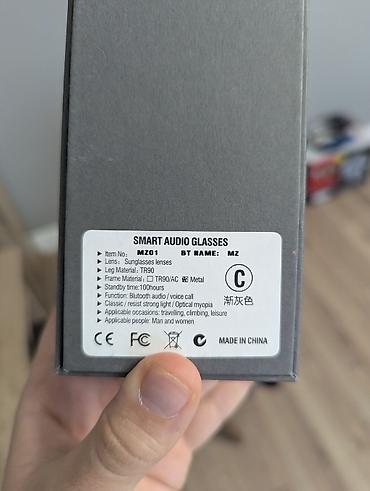 SMART AUDIO GLASSES
▶ Item No: MZ01 BT NAME: MZ
▶ Lens: Sunglasses lenses
▶ Leg Material: TR90
▶ Frame Material: ☐ TR90/AC ☒ Metal
▶ Standby time:100hours
▶ Function: Blutooth audio / voice call
▶ Classic / resist strong light / Optical myopia
▶ Applicable occasions: travelling, climbing, leisure
▶ Applicable people: Man and women
C
渐灰色
CE FC MADE IN CHINA